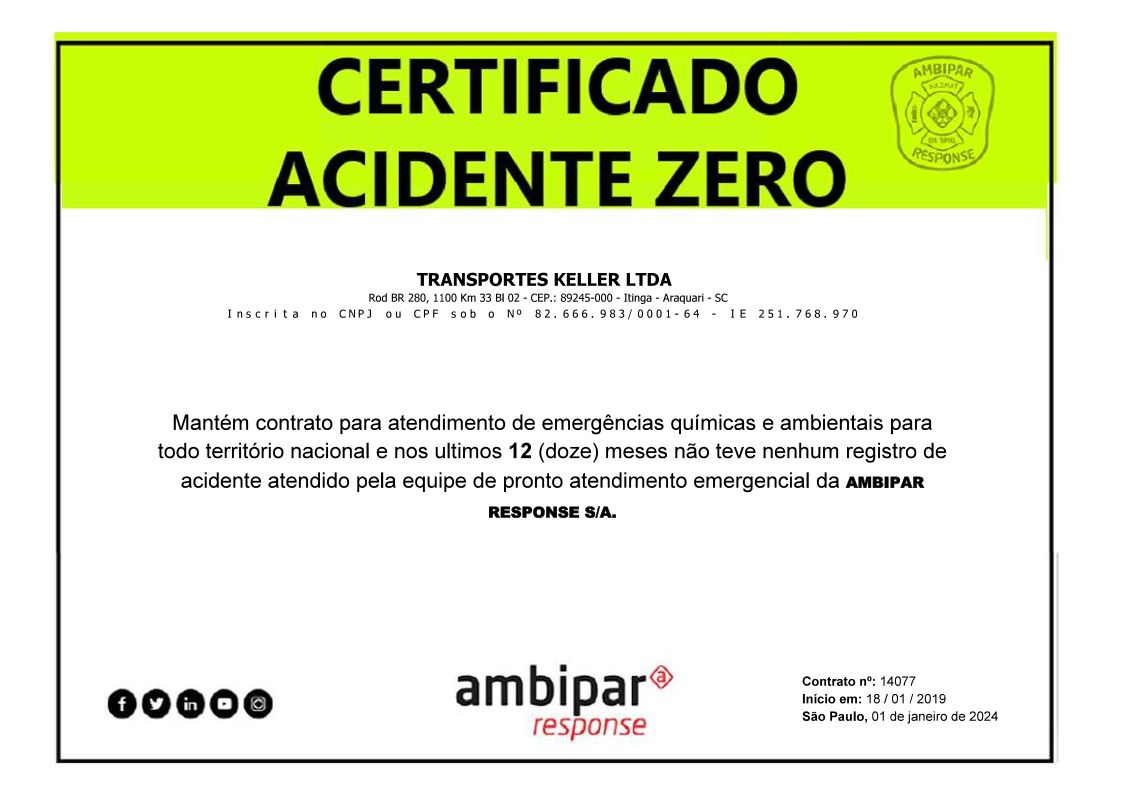 CERTIFICADO
ACIDENTE ZERO
AMBIPAR
HAZMAT
OIL SPILL
RESPONSE
TRANSPORTES KELLER LTDA
Rod BR 280, 1100 Km 33 Bl 02 - CEP.: 89245-000 - Itinga - Araquari - SC
Inscrita no CNPJ ou CPF sob o Nº 82.666.983/0001-64 - IE 251.768.970
Mantém contrato para atendimento de emergências químicas e ambientais para
todo território nacional e nos ultimos 12 (doze) meses não teve nenhum registro de
acidente atendido pela equipe de pronto atendimento emergencial da AMBIPAR
RESPONSE S/A.
ambipar
response
Contrato nº: 14077
Início em: 18 / 01 / 2019
São Paulo, 01 de janeiro de 2024